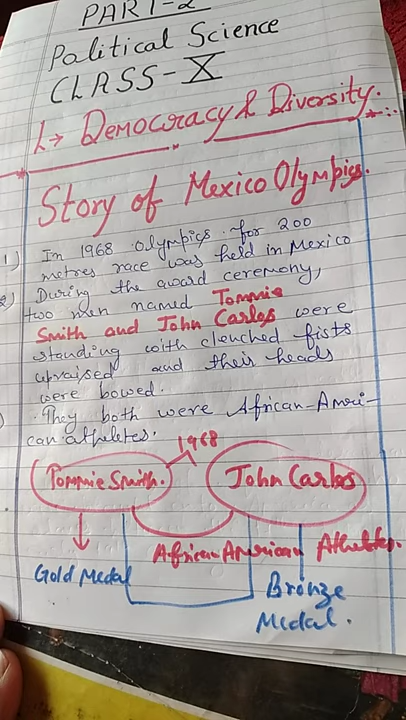 PART-2
Political Science
CLASS-X
1→ Democracy & Diversity.
Story of Mexico Olympics.
1) In 1968 Olympics for 200
metres race was held in Mexico
2) During the award ceremony,
two men named Tommie
Smith and John Carlos were
standing with clenched fists
upraised and their heads
were bowed.
) They both were African-Ameri-
can atheletes.
1968
Tommie Smith. John Carlos
African American Atheletes.
Gold Medal
Bronze
Medal.